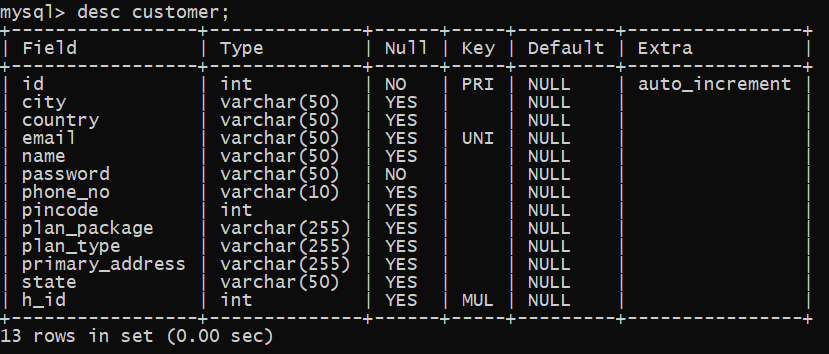 mysql> desc customer;
+-----------------+--------------+------+-----+---------+----------------+
| Field           | Type         | Null | Key | Default | Extra          |
+-----------------+--------------+------+-----+---------+----------------+
| id              | int          | NO   | PRI | NULL    | auto_increment |
| city            | varchar(50)  | YES  |     | NULL    |                |
| country         | varchar(50)  | YES  |     | NULL    |                |
| email           | varchar(50)  | YES  | UNI | NULL    |                |
| name            | varchar(50)  | YES  |     | NULL    |                |
| password        | varchar(50)  | NO   |     | NULL    |                |
| phone_no        | varchar(10)  | YES  |     | NULL    |                |
| pincode         | int          | YES  |     | NULL    |                |
| plan_package    | varchar(255) | YES  |     | NULL    |                |
| plan_type       | varchar(255) | YES  |     | NULL    |                |
| primary_address | varchar(255) | YES  |     | NULL    |                |
| state           | varchar(50)  | YES  |     | NULL    |                |
| h_id            | int          | YES  | MUL | NULL    |                |
+-----------------+--------------+------+-----+---------+----------------+
13 rows in set (0.00 sec)